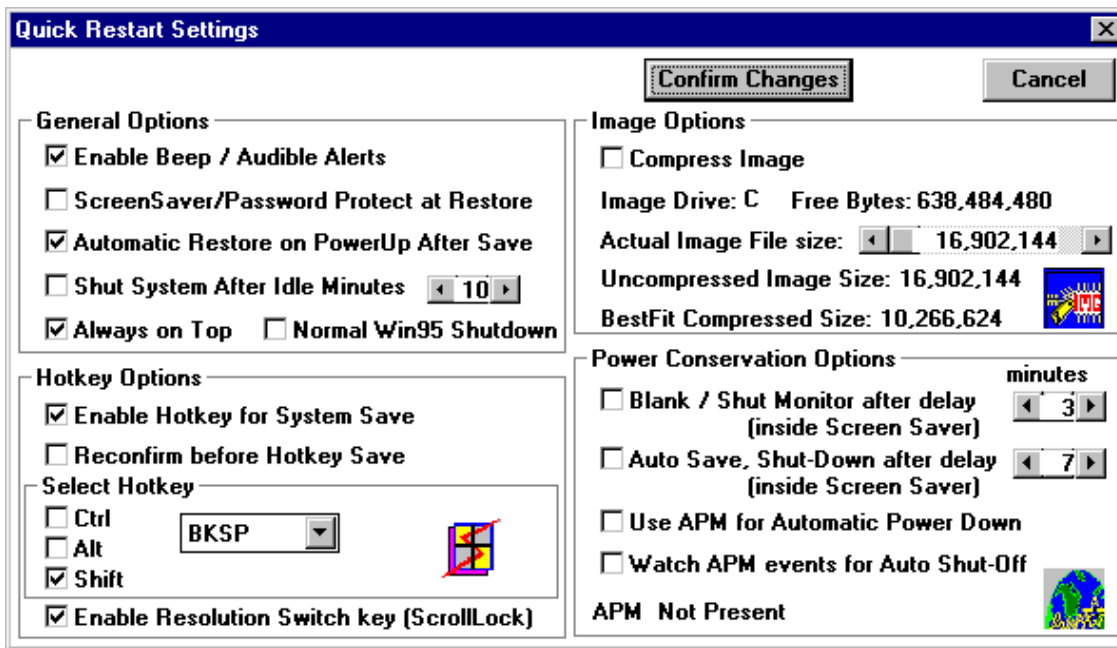 Quick Restart Settings
Confirm Changes
Cancel
General Options
Enable Beep / Audible Alerts
ScreenSaver/Password Protect at Restore
Automatic Restore on PowerUp After Save
Shut System After Idle Minutes 10
Always on Top Normal Win95 Shutdown
Hotkey Options
Enable Hotkey for System Save
Reconfirm before Hotkey Save
Select Hotkey
Ctrl
Alt
Shift
BKSP
Enable Resolution Switch key (ScrollLock)
Image Options
Compress Image
Image Drive: C Free Bytes: 638,484,480
Actual Image File size: 16,902,144
Uncompressed Image Size: 16,902,144
BestFit Compressed Size: 10,266,624
IMG
Power Conservation Options
minutes
Blank / Shut Monitor after delay 3
(inside Screen Saver)
Auto Save, Shut-Down after delay 7
(inside Screen Saver)
Use APM for Automatic Power Down
Watch APM events for Auto Shut-Off
APM Not Present